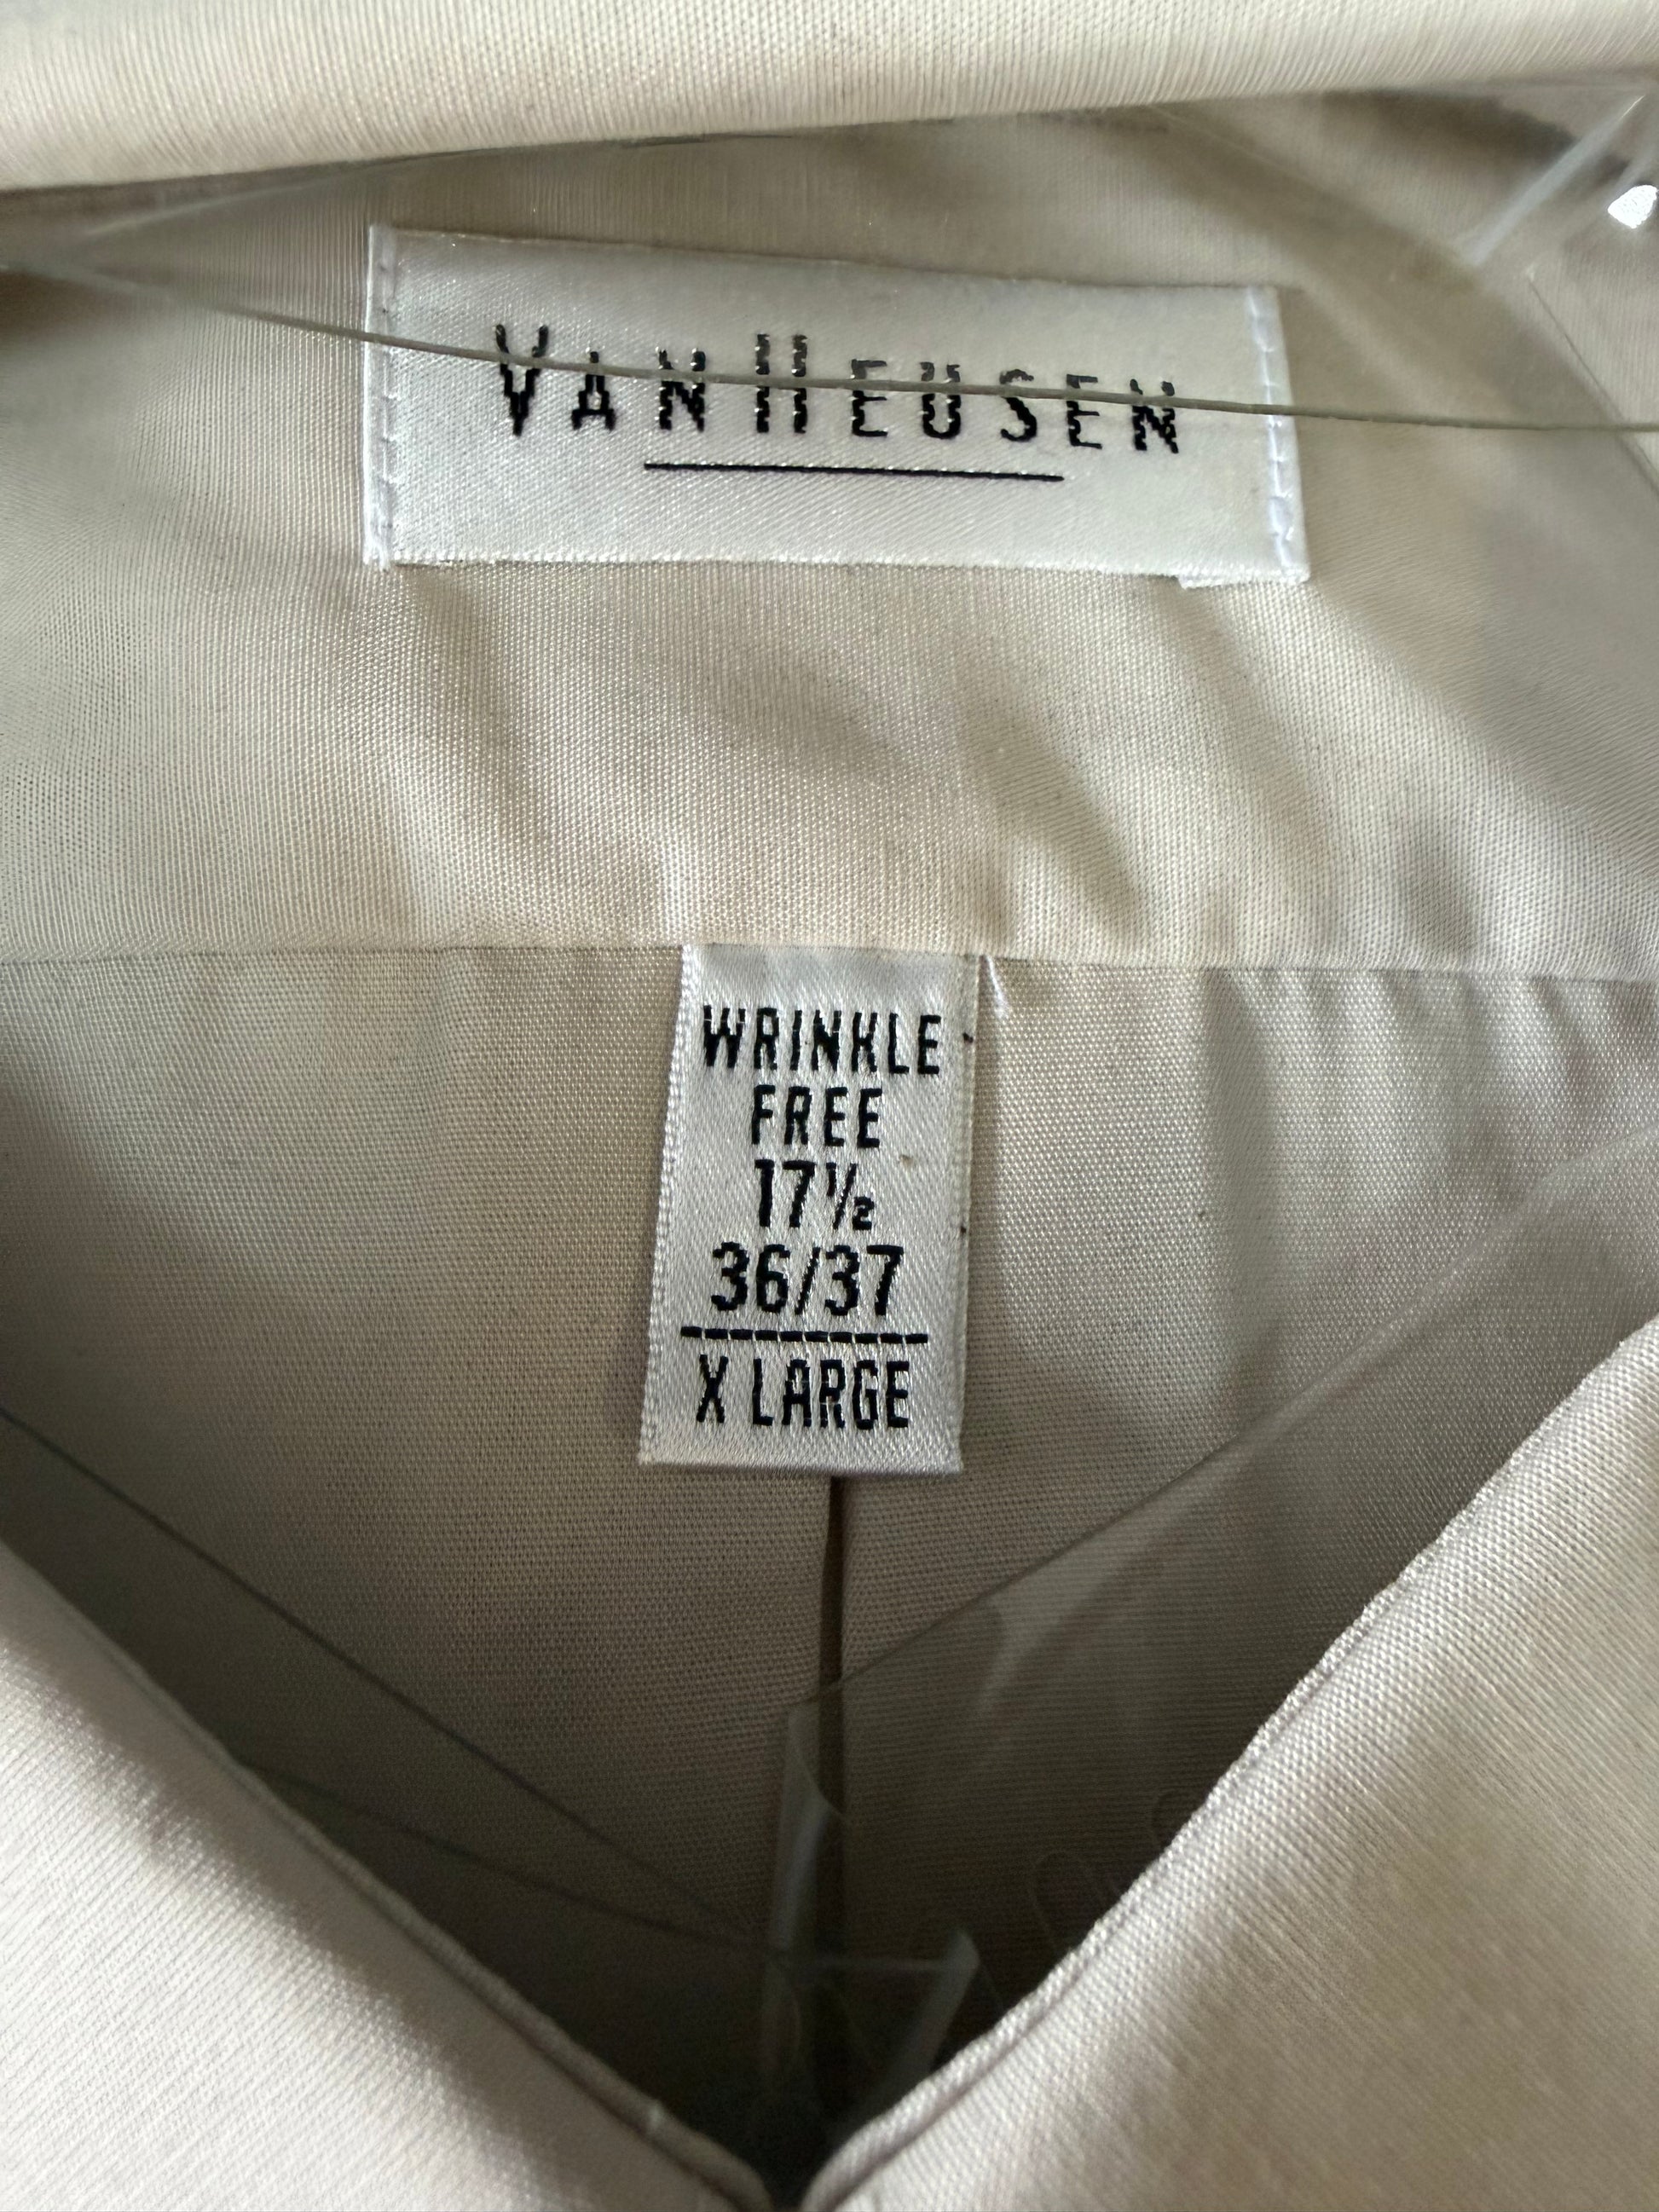 VAN HEUSEN
WRINKLE
FREE
17½
36/37
X LARGE